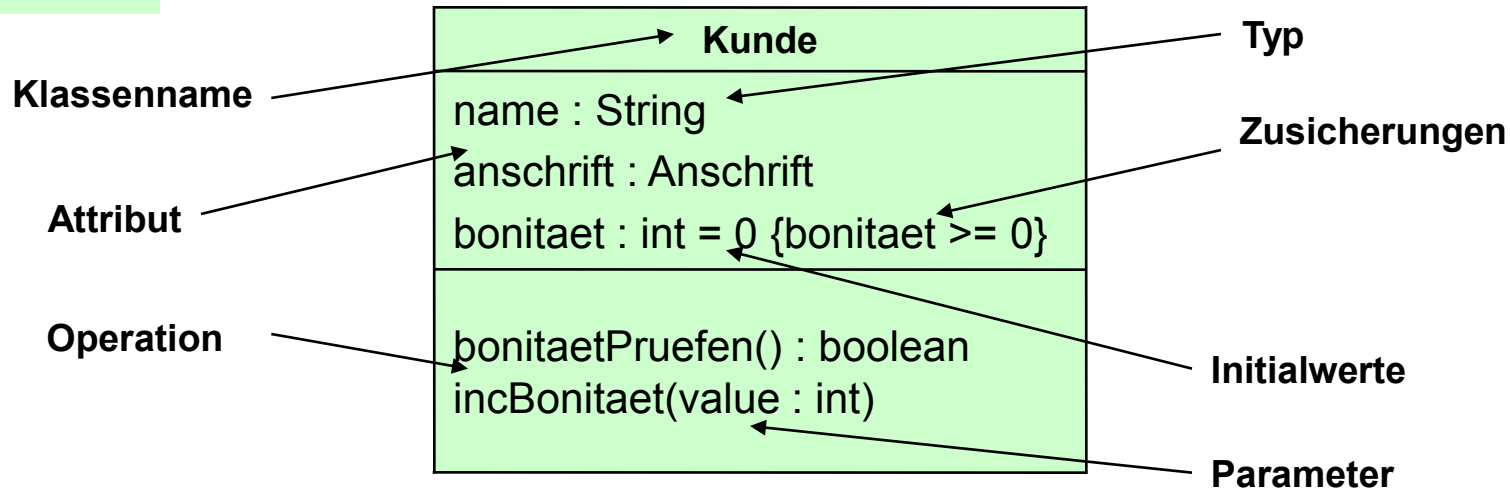 Kunde
Typ
Klassenname
name : String
Zusicherungen
anschrift : Anschrift
Attribut
bonitaet : int = 0 {bonitaet >= 0}
Operation
bonitaetPruefen() : boolean
Initialwerte
incBonitaet(value : int)
Parameter